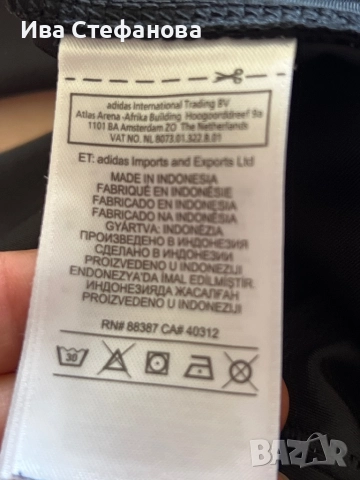 Ива Стефанова
adidas International Trading BV
Atlas Arena -Afrika Building Hoogoorddreef 9a
1101 BA Amsterdam ZO The Netherlands
VAT NO. NL 8073.01.922.B.01
ET: adidas Imports and Exports Ltd
MADE IN INDONESIA
FABRIQUÉ EN INDONÉSIE
FABRICADO EN INDONESIA
FABRICADO NA INDONÉSIA
GYÁRTVA: INDONÉZIA
ПРОИЗВЕДЕНО В ИНДОНЕЗИЯ
СДЕЛАНО В ИНДОНЕЗИИ
PROIZVEDENO U INDONEZIJI
ENDONEZYA'DA İMAL EDİLMİŞTİR
ИНДОНЕЗИЯДА ЖАСАЛҒАН
PROIZVEDENO U INDONEZIJI
RN# 88387 CA# 40312
30
BAZAR